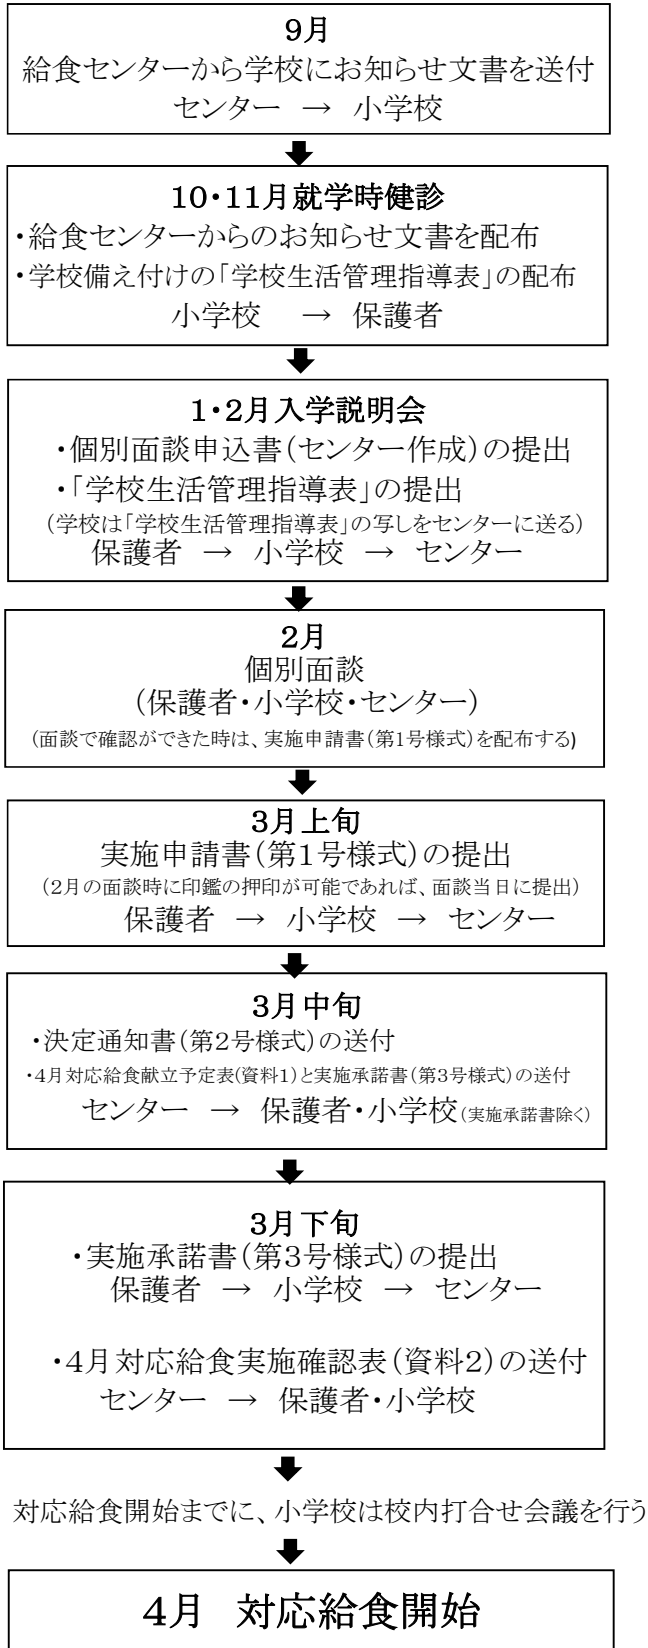 9月
給食センターから学校にお知らせ文書を送付
センター → 小学校
10・11月就学時健診
・給食センターからのお知らせ文書を配布
・学校備え付けの「学校生活管理指導表」の配布
小学校 → 保護者
1・2月入学説明会
・個別面談申込書(センター作成)の提出
・「学校生活管理指導表」の提出
(学校は「学校生活管理指導表」の写しをセンターに送る)
保護者 → 小学校 → センター
2月
個別面談
(保護者・小学校・センター)
(面談で確認ができた時は、実施申請書(第1号様式)を配布する)
3月上旬
実施申請書(第1号様式)の提出
(2月の面談時に印鑑の押印が可能であれば、面談当日に提出)
保護者 → 小学校 → センター
3月中旬
・決定通知書(第2号様式)の送付
・4月対応給食献立予定表(資料1)と実施承諾書(第3号様式)の送付
センター → 保護者・小学校(実施承諾書除く)
3月下旬
・実施承諾書(第3号様式)の提出
保護者 → 小学校 → センター
・4月対応給食実施確認表(資料2)の送付
センター → 保護者・小学校
対応給食開始までに、小学校は校内打合せ会議を行う
4月 対応給食開始